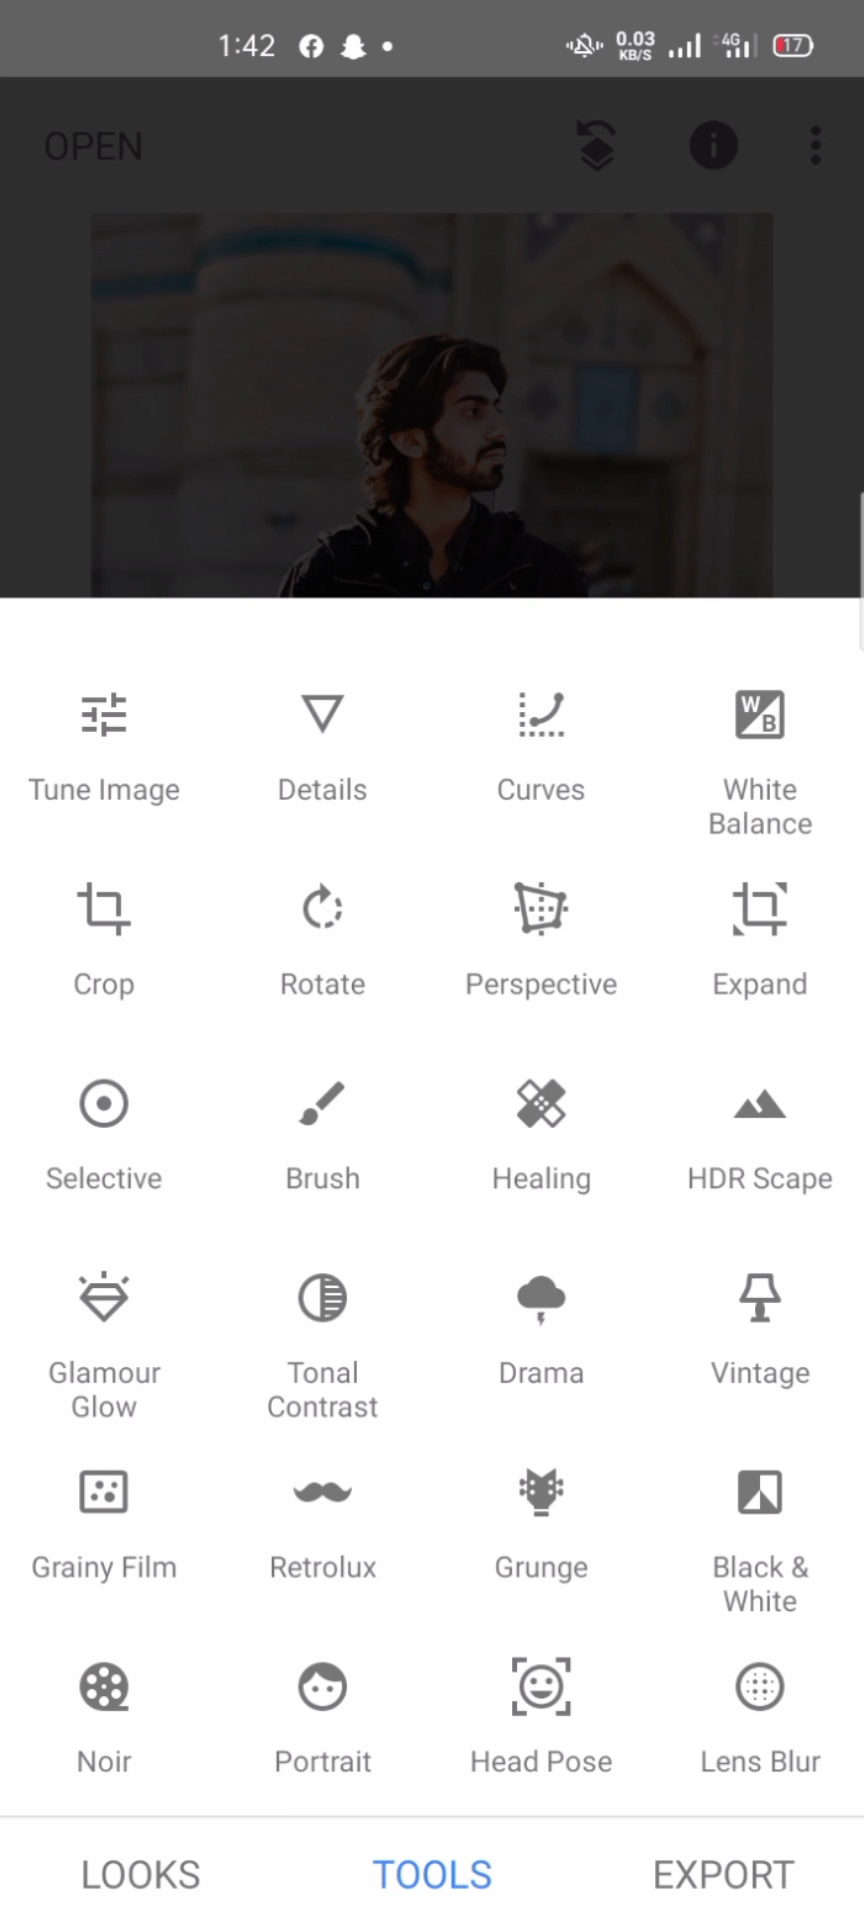 1:42 0.03 KB/S 4G 17
OPEN
Tune Image Details Curves White Balance
Crop Rotate Perspective Expand
Selective Brush Healing HDR Scape
Glamour Glow Tonal Contrast Drama Vintage
Grainy Film Retrolux Grunge Black & White
Noir Portrait Head Pose Lens Blur
LOOKS TOOLS EXPORT